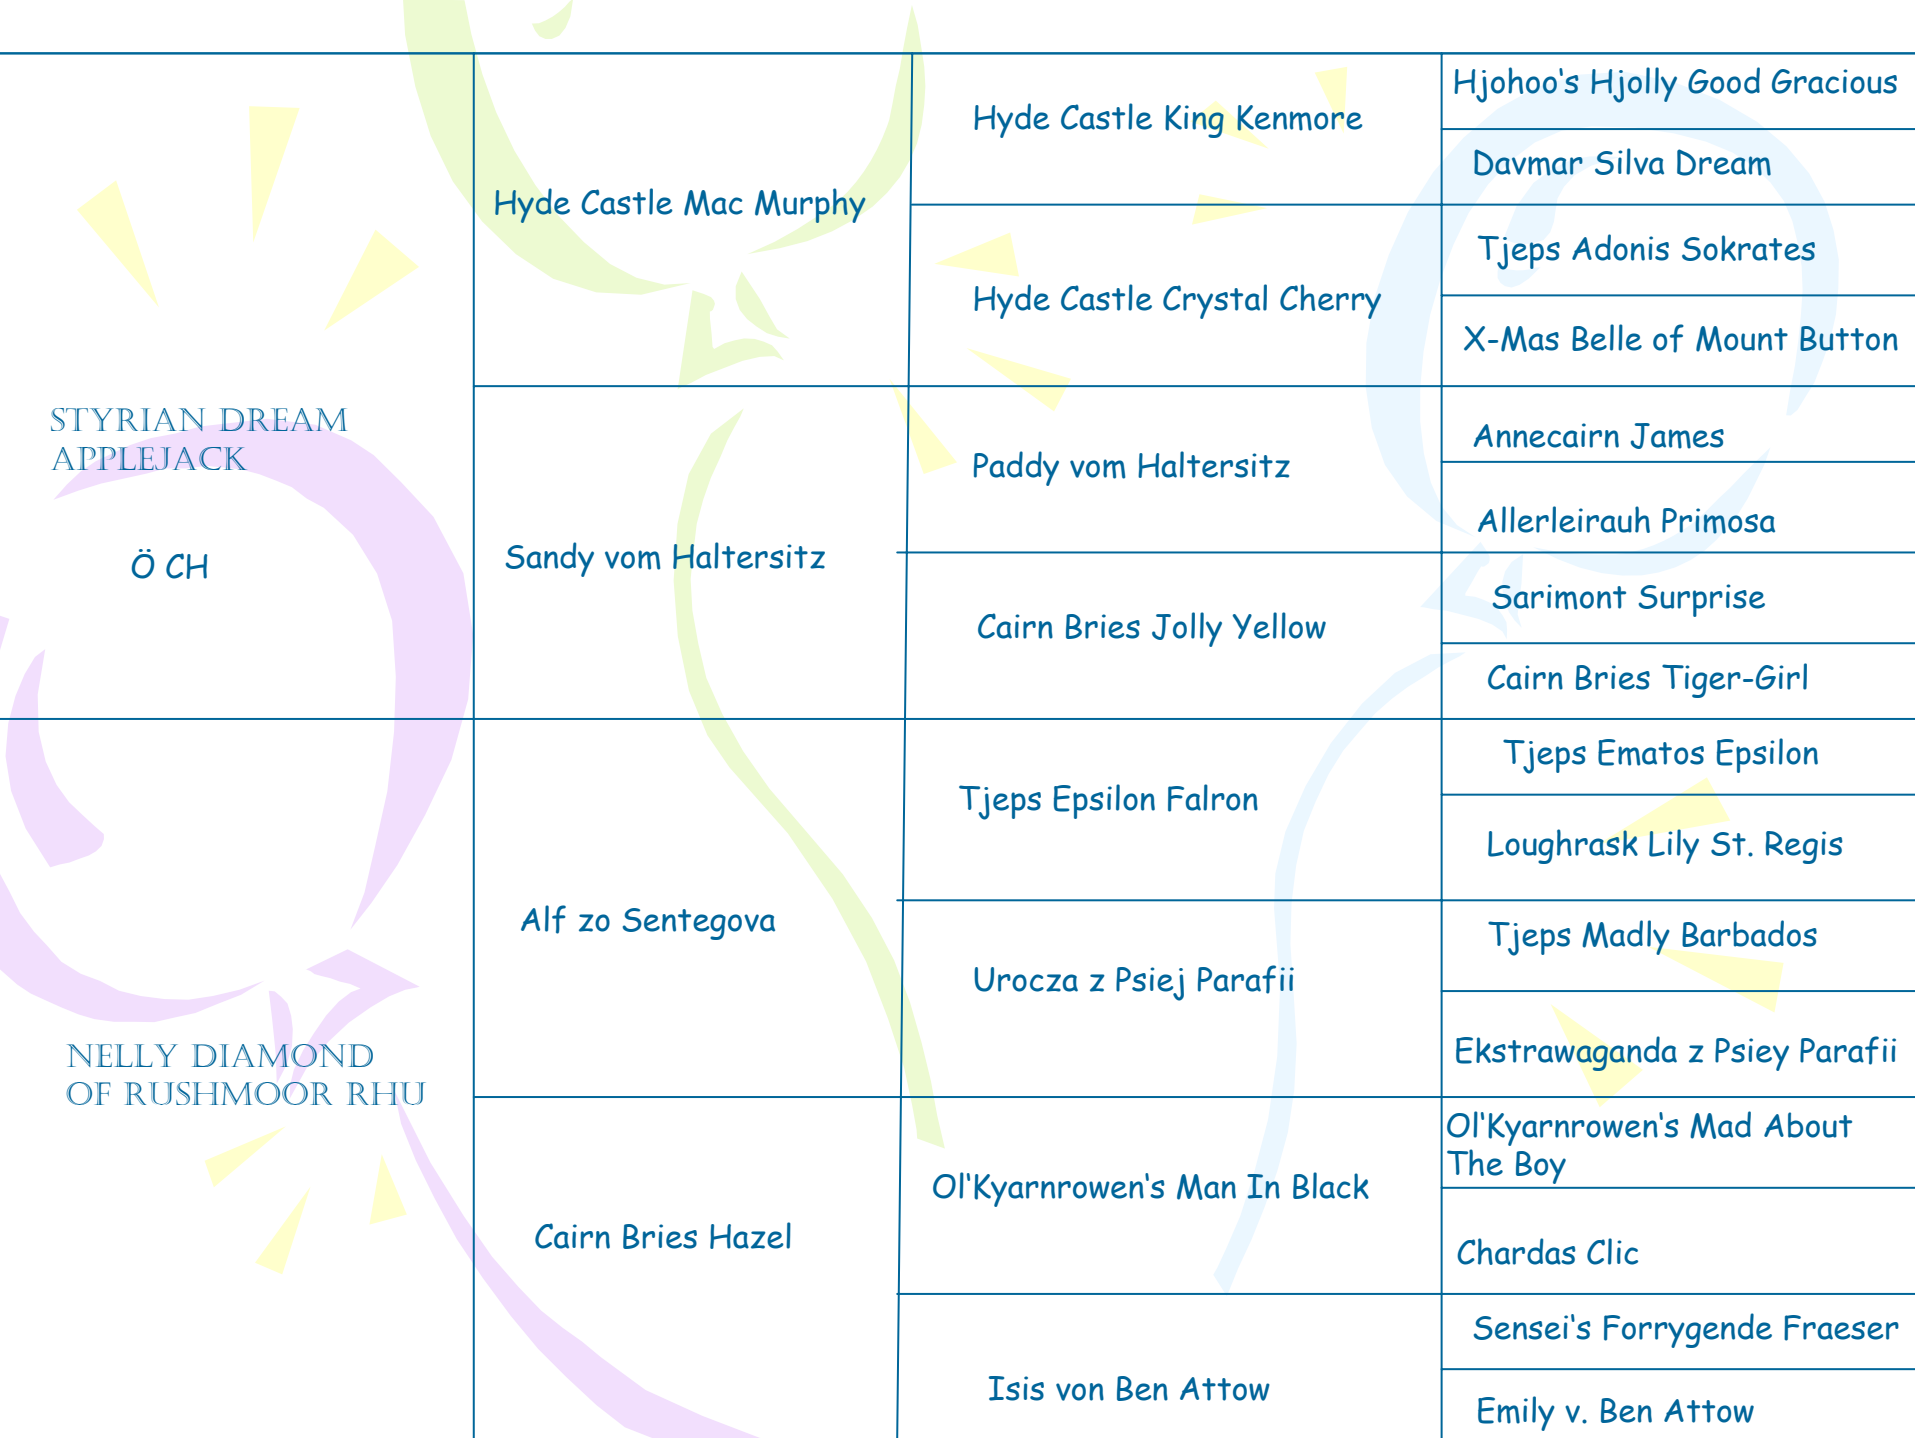 STYRIAN DREAM
APPLEJACK
Ö CH
Hyde Castle Mac Murphy
Hyde Castle King Kenmore
Hjohoo's Hjolly Good Gracious
Davmar Silva Dream
Hyde Castle Crystal Cherry
Tjeps Adonis Sokrates
X-Mas Belle of Mount Button
Sandy vom Haltersitz
Paddy vom Haltersitz
Annecairn James
Allerleirauh Primosa
Cairn Bries Jolly Yellow
Sarimont Surprise
Cairn Bries Tiger-Girl
NELLY DIAMOND
OF RUSHMOOR RHU
Alf zo Sentegova
Tjeps Epsilon Falron
Tjeps Ematos Epsilon
Loughrask Lily St. Regis
Urocza z Psiej Parafii
Tjeps Madly Barbados
Ekstrawaganda z Psiey Parafii
Cairn Bries Hazel
Ol'Kyarnrowen's Man In Black
Ol'Kyarnrowen's Mad About
The Boy
Chardas Clic
Isis von Ben Attow
Sensei's Forrygende Fraeser
Emily v. Ben Attow